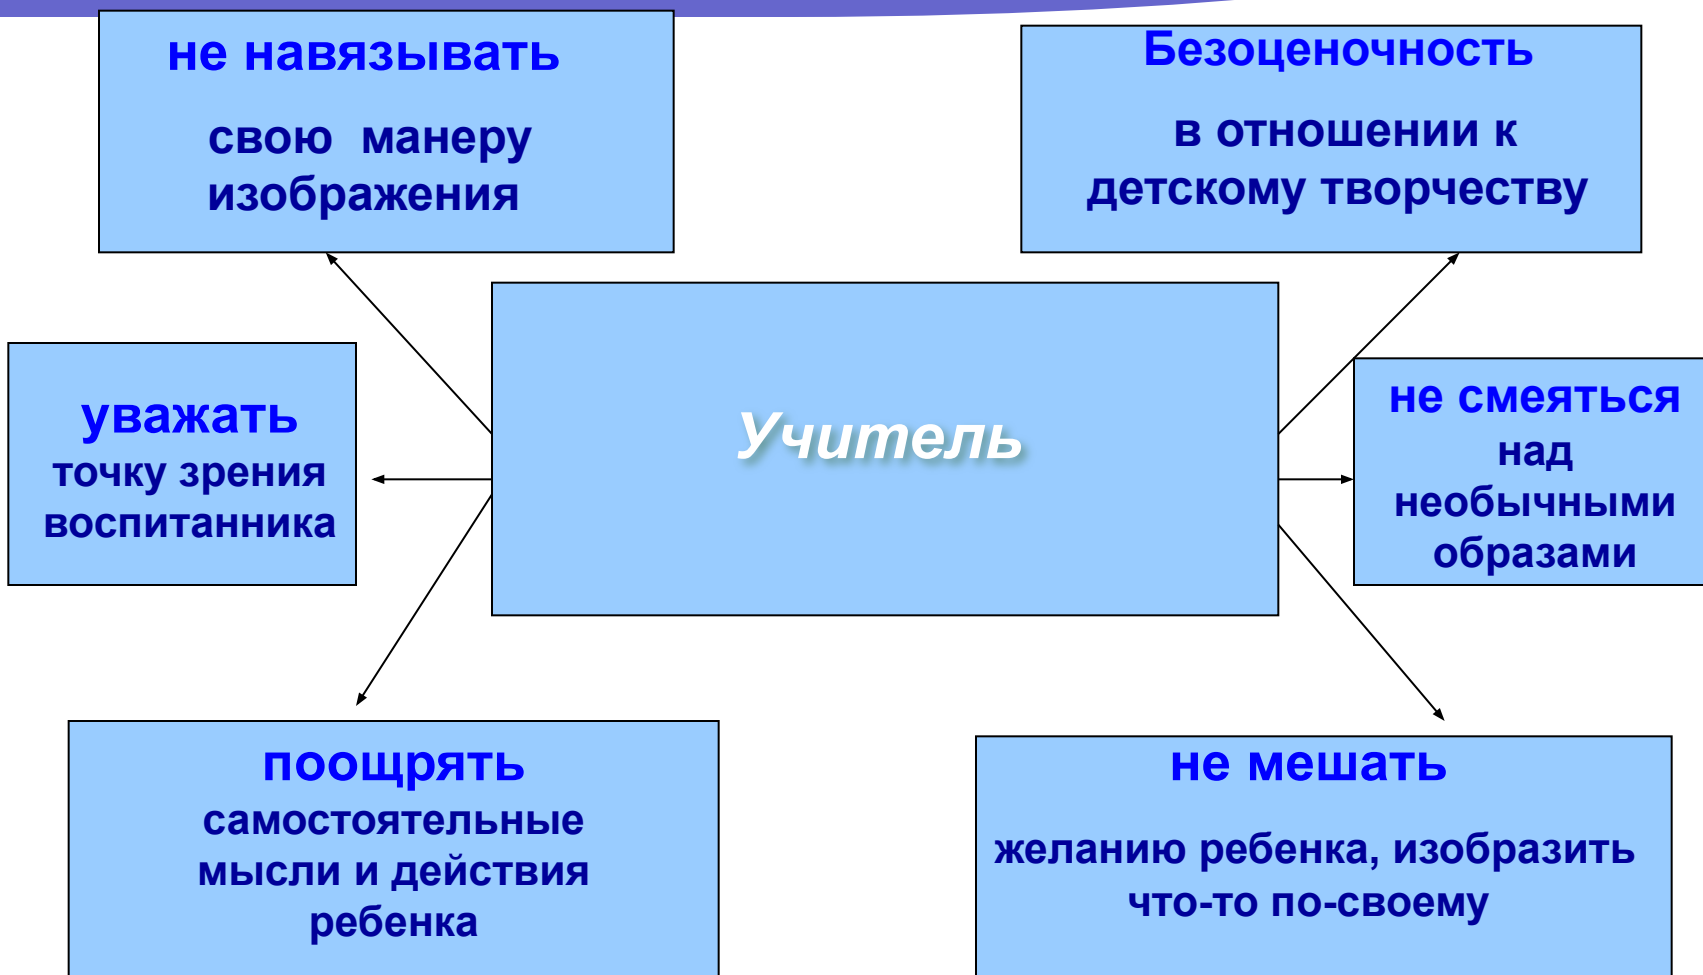 не навязывать
свою манеру
изображения
Безоценочность
в отношении к
детскому творчеству
уважать
точку зрения
воспитанника
Учитель
не смеяться
над
необычными
образами
поощрять
самостоятельные
мысли и действия
ребенка
не мешать
желанию ребенка, изобразить
что-то по-своему